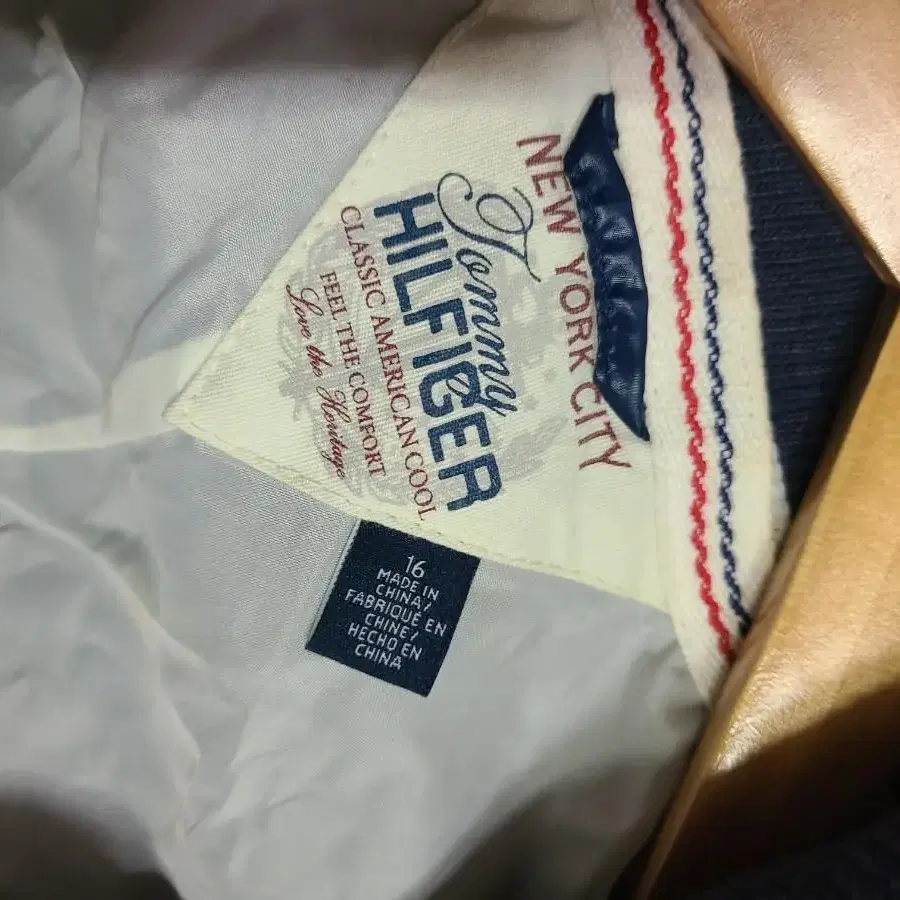 NEW YORK CITY
Tommy
HILFIGER
CLASSIC AMERICAN COOL
FEEL THE COMFORT
Love the Heritage
16
MADE IN
CHINA/
FABRIQUÉ EN
CHINE/
HECHO EN
CHINA